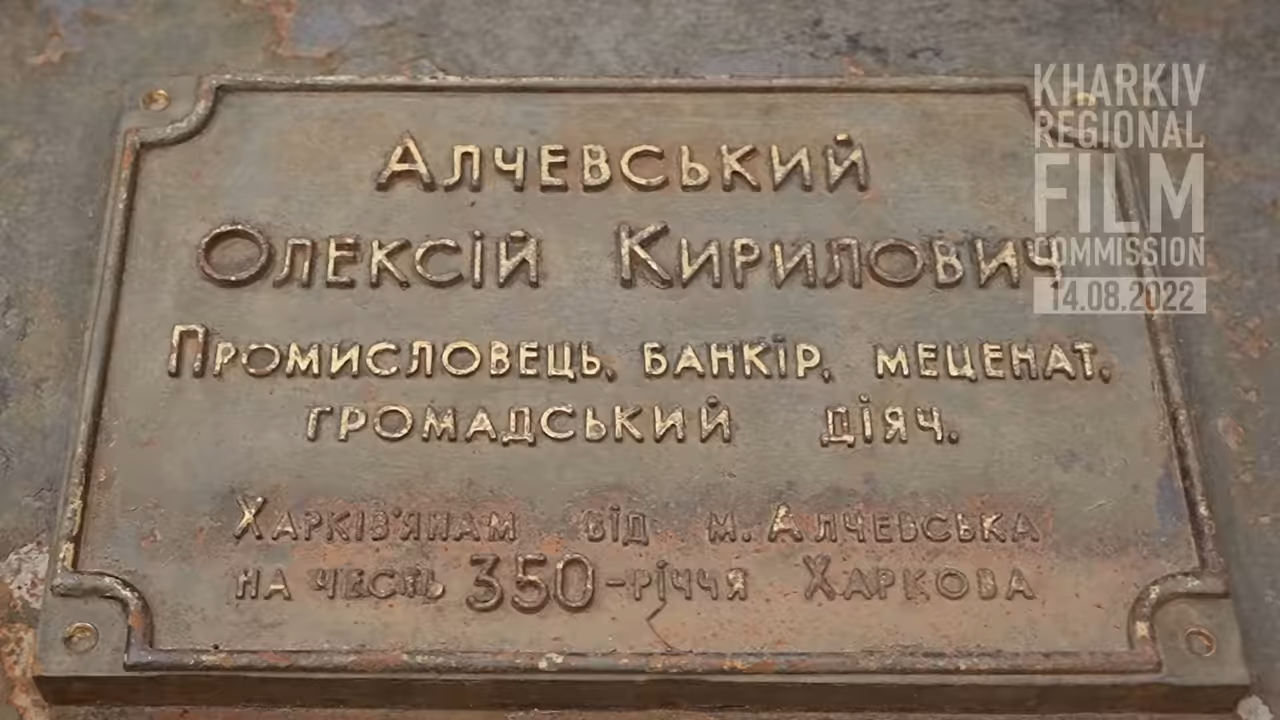 Алчевський
Олексій Кирилович
Промисловець, банкір, меценат,
громадський діяч.
Харків'янам від м. Алчевська
на честь 350-річчя Харкова
KHARKIV
REGIONAL
FILM
COMMISSION
14.08.2022